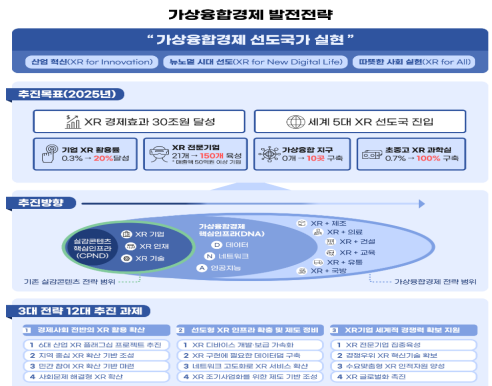 가상융합경제 발전전략
“ 가상융합경제 선도국가 실현 ”
산업 혁신(XR for Innovation)
뉴노멀 시대 선도(XR for New Digital Life)
따뜻한 사회 실현(XR for All)
추진목표(2025년)
XR 경제효과 30조원 달성
세계 5대 XR 선도국 진입
기업 XR 활용률
0.3% → 20%달성
XR 전문기업
21개 → 150개 육성
* 매출액 50억원 이상 기업
가상융합 지구
0개 → 10곳 구축
초중고 XR 과학실
0.7% → 100% 구축
추진방향
실감콘텐츠
핵심인프라
(CPND)
XR 기업
XR 인재
XR 기술
가상융합경제
핵심인프라(DNA)
D 데이터
N 네트워크
A 인공지능
XR + 제조
XR + 의료
XR + 건설
XR + 교육
XR + 유통
XR + 국방
기존 실감콘텐츠 전략 범위
가상융합경제 전략 범위
3대 전략 12대 추진 과제
1 경제사회 전반의 XR 활용 확산
1 6대 산업 XR 플래그십 프로젝트 추진
2 지역 중심 XR 확산 기반 조성
3 민간 참여 XR 확산 기반 마련
4 사회문제 해결형 XR 확산
2 선도형 XR 인프라 확충 및 제도 정비
1 XR 디바이스 개발·보급 가속화
2 XR 구현에 필요한 데이터댐 구축
3 네트워크 고도화로 XR 서비스 확산
4 XR 조기사업화를 위한 제도 기반 조성
3 XR기업 세계적 경쟁력 확보 지원
1 XR 전문기업 집중육성
2 경쟁우위 XR 혁신기술 확보
3 수요맞춤형 XR 인적자원 양성
4 XR 글로벌화 촉진